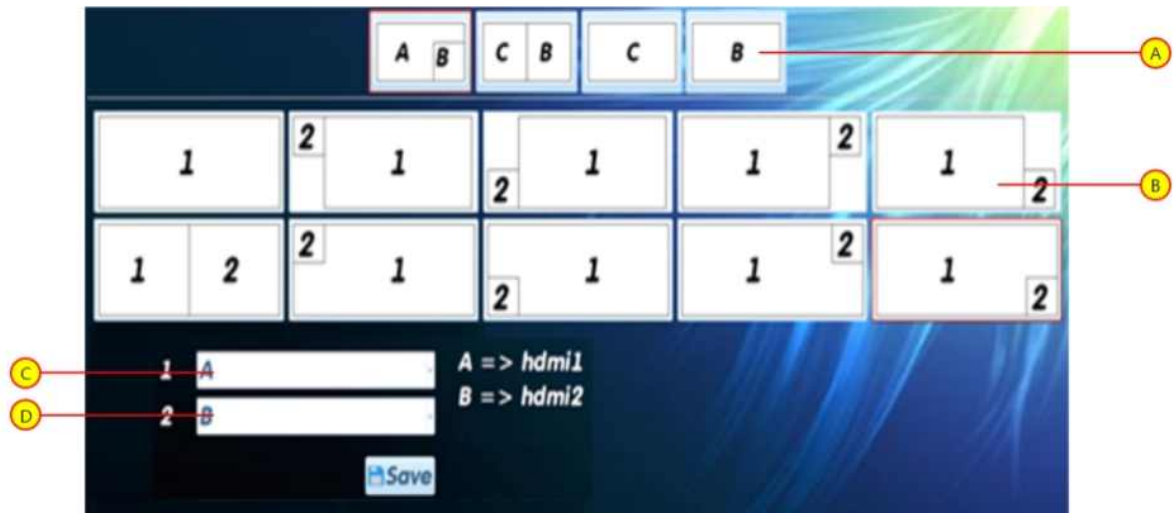 A B C B C B A
1 2 1 2 1 1 2 1 2 B
1 2 2 1 2 1 1 2 1 2
C 1 A A => hdmi1
D 2 B B => hdmi2
Save